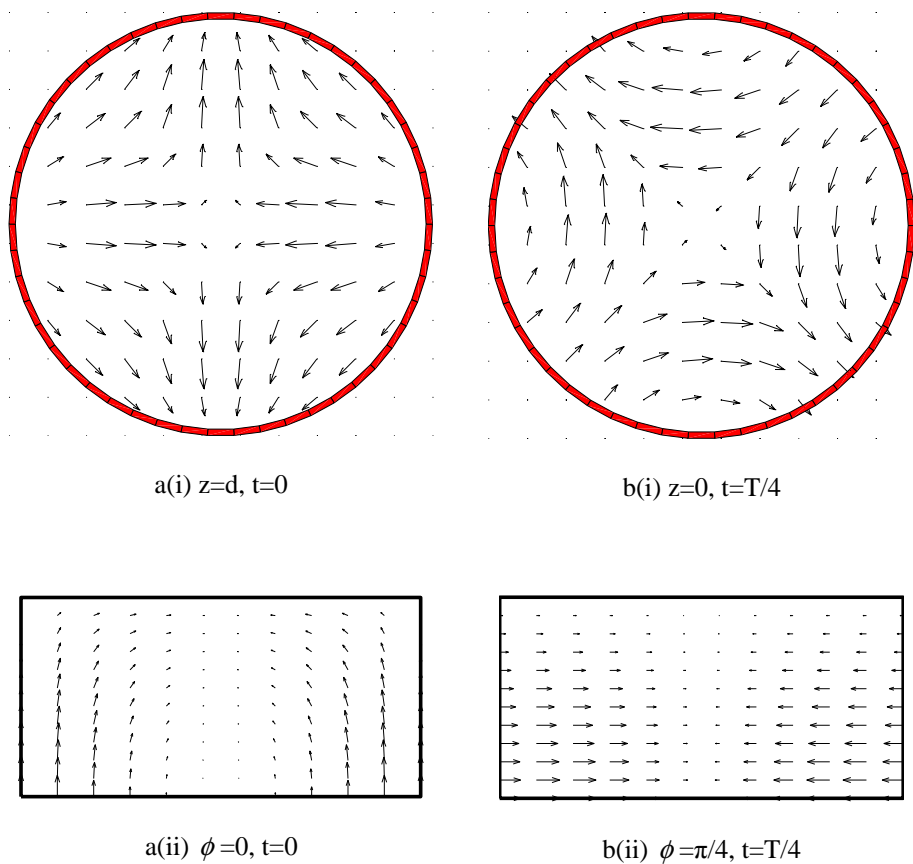 a(i) z=d, t=0
b(i) z=0, t=T/4
a(ii) ϕ =0, t=0
b(ii) ϕ =π/4, t=T/4